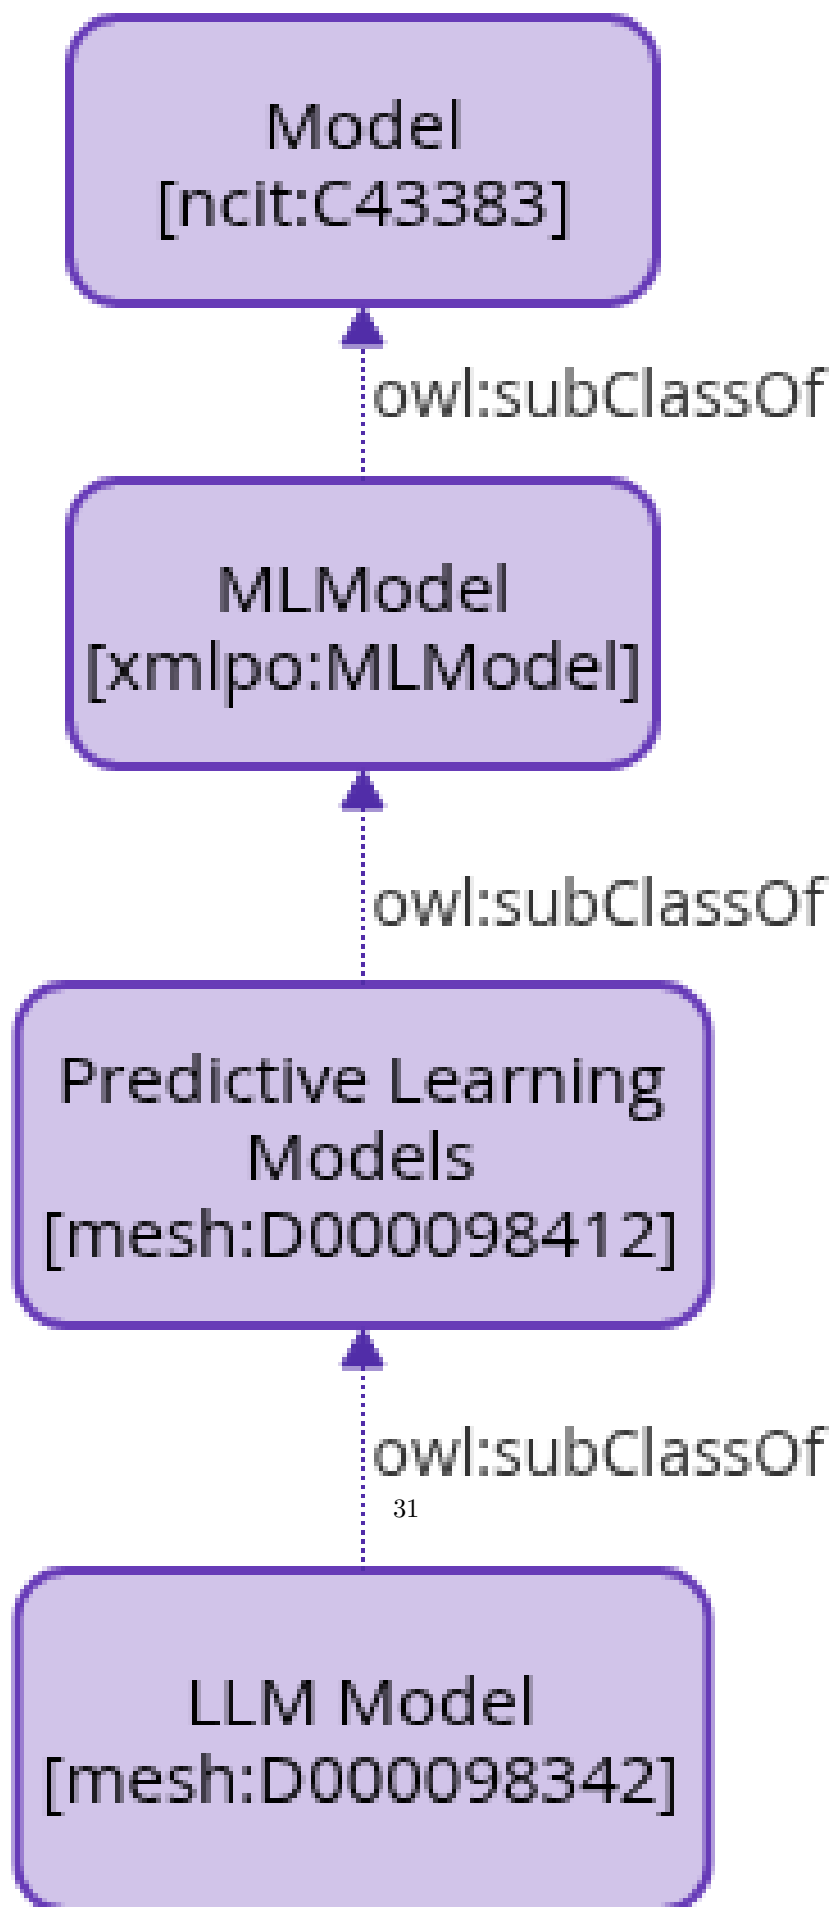 Model
[ncit:C43383]
owl:subClassOf
MLModel
[xmlpo:MLModel]
owl:subClassOf
Predictive Learning
Models
[mesh:D000098412]
owl:subClassOf
31
LLM Model
[mesh:D000098342]